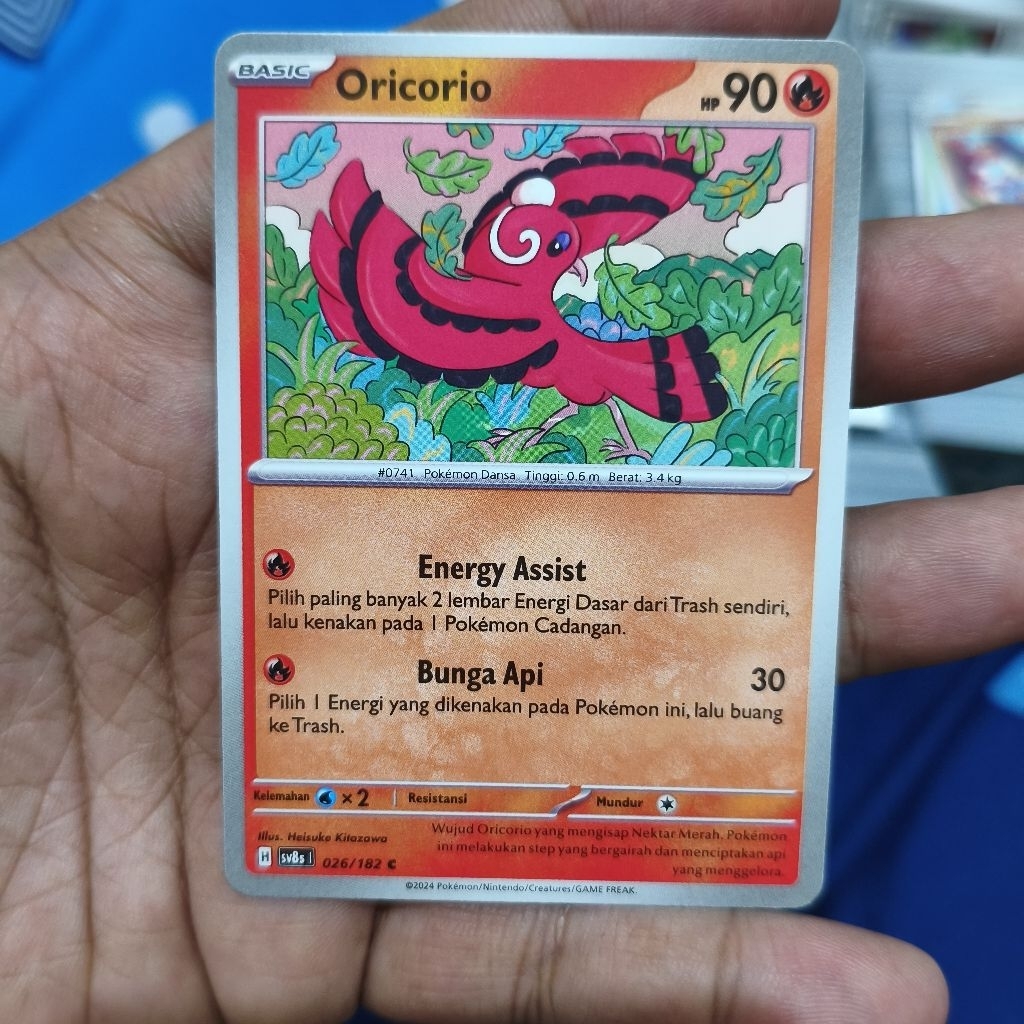 BASIC Oricorio HP 90
#0741 Pokémon Dansa Tinggi: 0.6 m Berat: 3.4 kg
Energy Assist
Pilih paling banyak 2 lembar Energi Dasar dari Trash sendiri,
lalu kenakan pada 1 Pokémon Cadangan.
Bunga Api 30
Pilih 1 Energi yang dikenakan pada Pokémon ini, lalu buang
ke Trash.
Kelemahan ×2 Resistansi Mundur
Illus. Heisuke Kitazawa
Wujud Oricorio yang mengisap Nektar Merah. Pokémon
ini melakukan step yang bergairah dan menciptakan api
yang menggelora.
H sv8s I 026/182 C
©2024 Pokémon/Nintendo/Creatures/GAME FREAK.